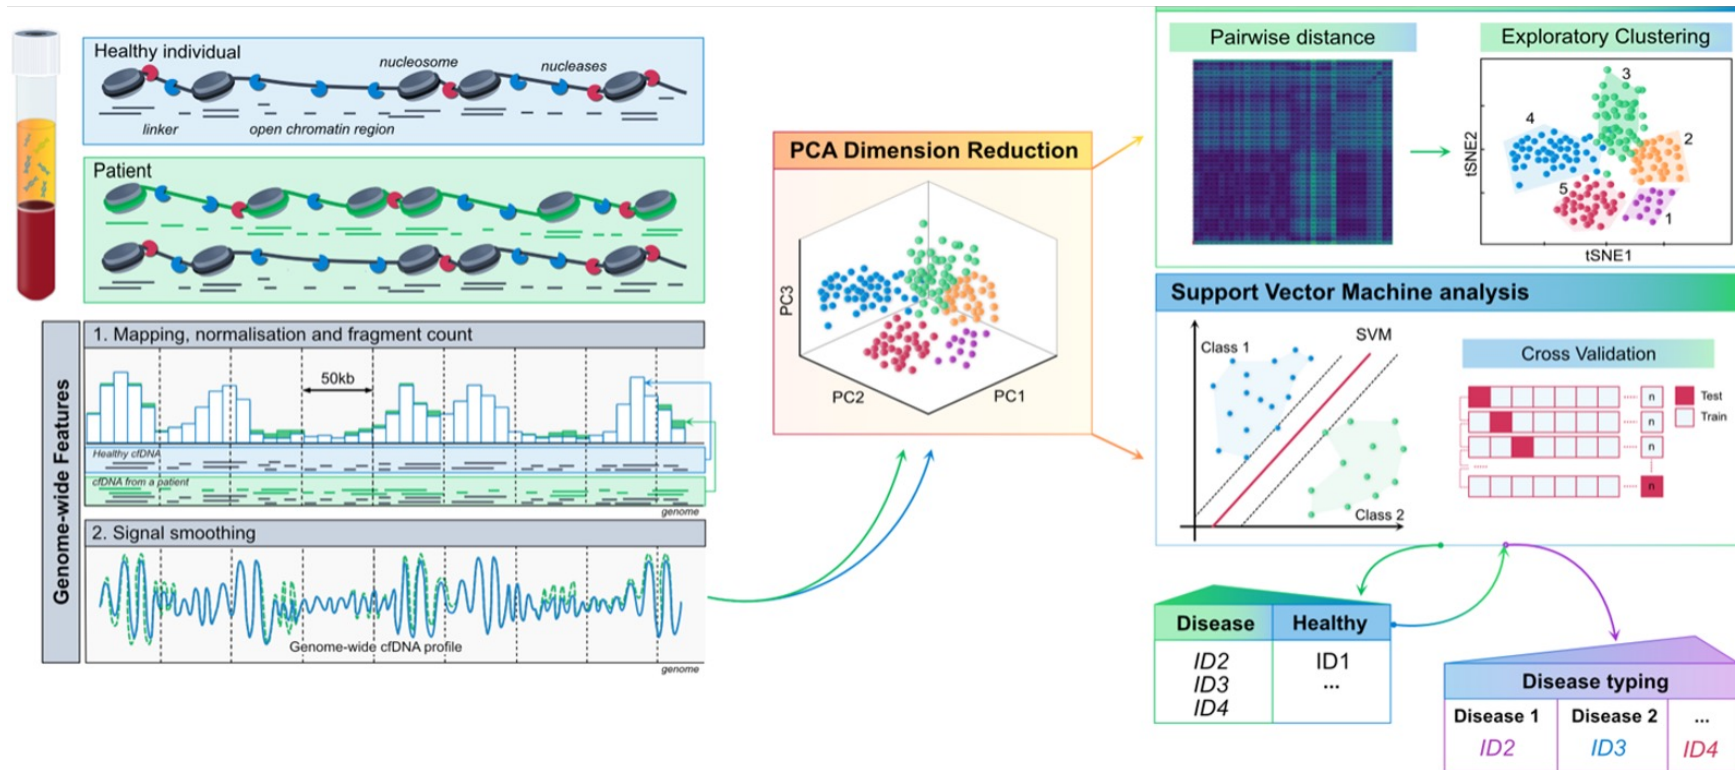 Healthy individual
nucleosome
nucleases
linker
open chromatin region
Patient
Genome-wide Features
1. Mapping, normalisation and fragment count
50kb
Healthy cfDNA
cfDNA from a patient
genome
2. Signal smoothing
Genome-wide cfDNA profile
genome
PCA Dimension Reduction
PC3
PC2
PC1
Pairwise distance
Exploratory Clustering
3
4
2
5
1
tSNE2
tSNE1
Support Vector Machine analysis
SVM
Class 1
Class 2
Cross Validation
n
n
n
n
Test
Train
Disease Healthy
ID2 ID1
ID3 ...
ID4
Disease typing
Disease 1 Disease 2 ...
ID2 ID3 ID4